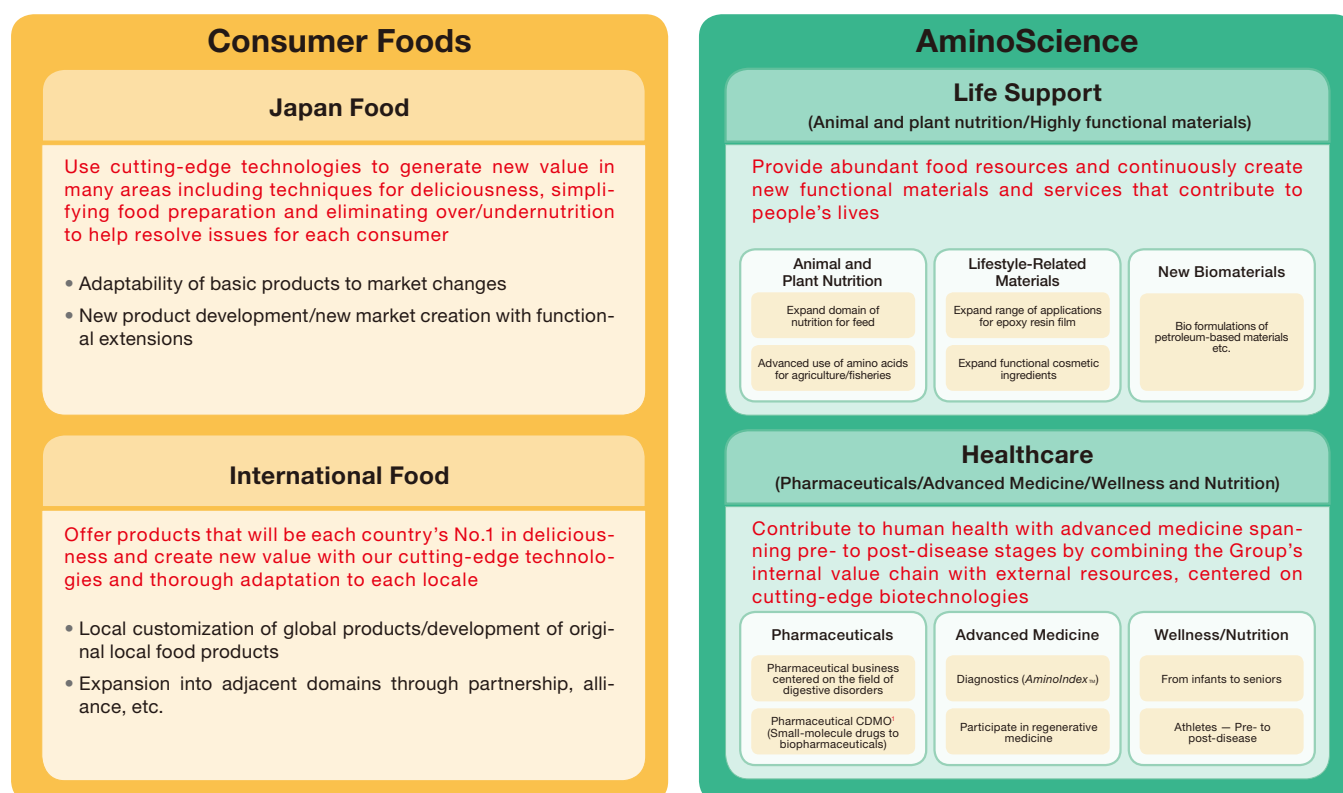 Consumer Foods
Japan Food
Use cutting-edge technologies to generate new value in
many areas including techniques for deliciousness, simpli-
fying food preparation and eliminating over/undernutrition
to help resolve issues for each consumer
• Adaptability of basic products to market changes
• New product development/new market creation with function-
al extensions
International Food
Offer products that will be each country's No.1 in delicious-
ness and create new value with our cutting-edge technolo-
gies and thorough adaptation to each locale
• Local customization of global products/development of origi-
nal local food products
• Expansion into adjacent domains through partnership, alli-
ance, etc.
AminoScience
Life Support
(Animal and plant nutrition/Highly functional materials)
Provide abundant food resources and continuously create
new functional materials and services that contribute to
people's lives
Animal and
Plant Nutrition
Expand domain of
nutrition for feed
Advanced use of amino acids
for agriculture/fisheries
Lifestyle-Related
Materials
Expand range of applications
for epoxy resin film
Expand functional cosmetic
ingredients
New Biomaterials
Bio formulations of
petroleum-based materials
etc.
Healthcare
(Pharmaceuticals/Advanced Medicine/Wellness and Nutrition)
Contribute to human health with advanced medicine span-
ning pre- to post-disease stages by combining the Group's
internal value chain with external resources, centered on
cutting-edge biotechnologies
Pharmaceuticals
Pharmaceutical business
centered on the field of
digestive disorders
Pharmaceutical CDMO¹
(Small-molecule drugs to
biopharmaceuticals)
Advanced Medicine
Diagnostics (AminoIndex™)
Participate in regenerative
medicine
Wellness/Nutrition
From infants to seniors
Athletes — Pre- to
post-disease